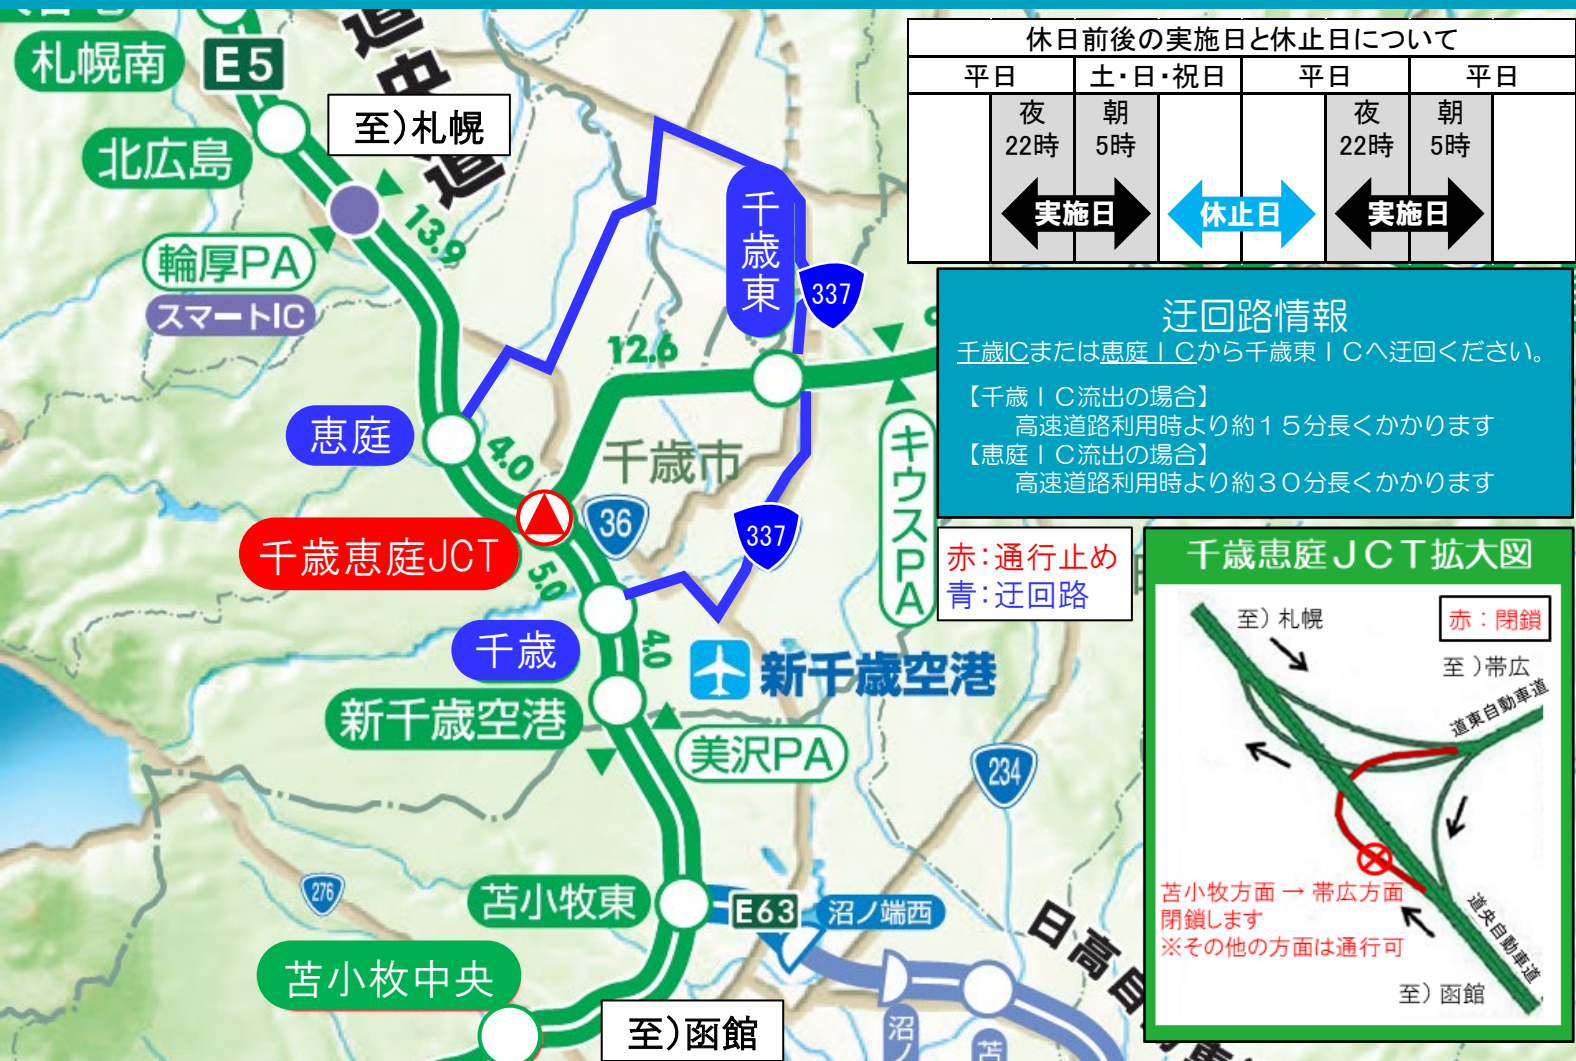 札幌南
E5
道央道
至)札幌
北広島
13.9
輪厚PA
スマートIC
千歳東
337
12.6
恵庭
4.0
千歳市
キウスPA
36
337
千歳恵庭JCT
5.0
千歳
4.0
新千歳空港
新千歳空港
美沢PA
234
276
苫小牧東
E63
沼ノ端西
苫小枚中央
至)函館
休日前後の実施日と休止日について
平日 土・日・祝日 平日 平日
夜 朝 夜 朝
22時 5時 22時 5時
実施日 休止日 実施日
迂回路情報
千歳ICまたは恵庭ICから千歳東ICへ迂回ください。
【千歳IC流出の場合】
高速道路利用時より約15分長くかかります
【恵庭IC流出の場合】
高速道路利用時より約30分長くかかります
赤:通行止め
青:迂回路
千歳恵庭JCT拡大図
至)札幌
赤:閉鎖
至)帯広
道東自動車道
苫小牧方面 → 帯広方面
閉鎖します
※その他の方面は通行可
道央自動車道
至)函館